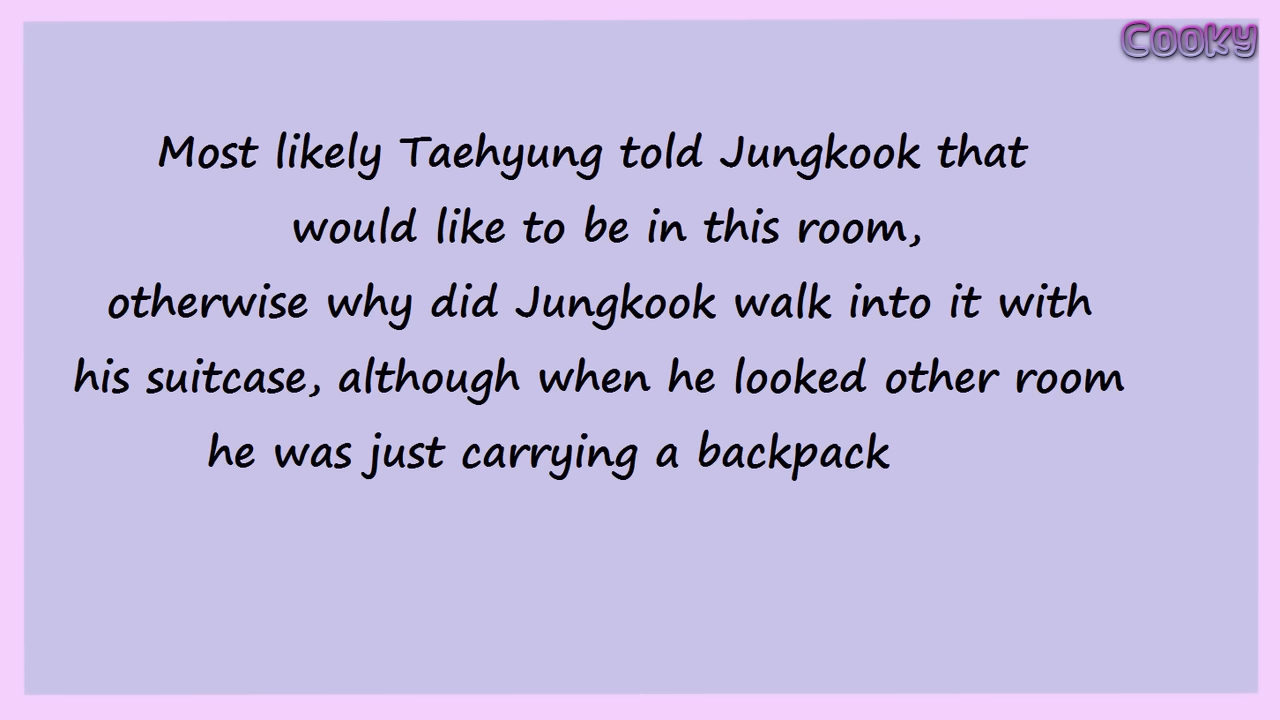 Cooky
Most likely Taehyung told Jungkook that
would like to be in this room,
otherwise why did Jungkook walk into it with
his suitcase, although when he looked other room
he was just carrying a backpack